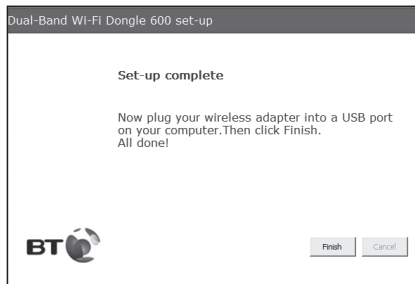 Dual-Band Wi-Fi Dongle 600 set-up
Set-up complete
Now plug your wireless adapter into a USB port
on your computer.Then click Finish.
All done!
BT
Finish Cancel